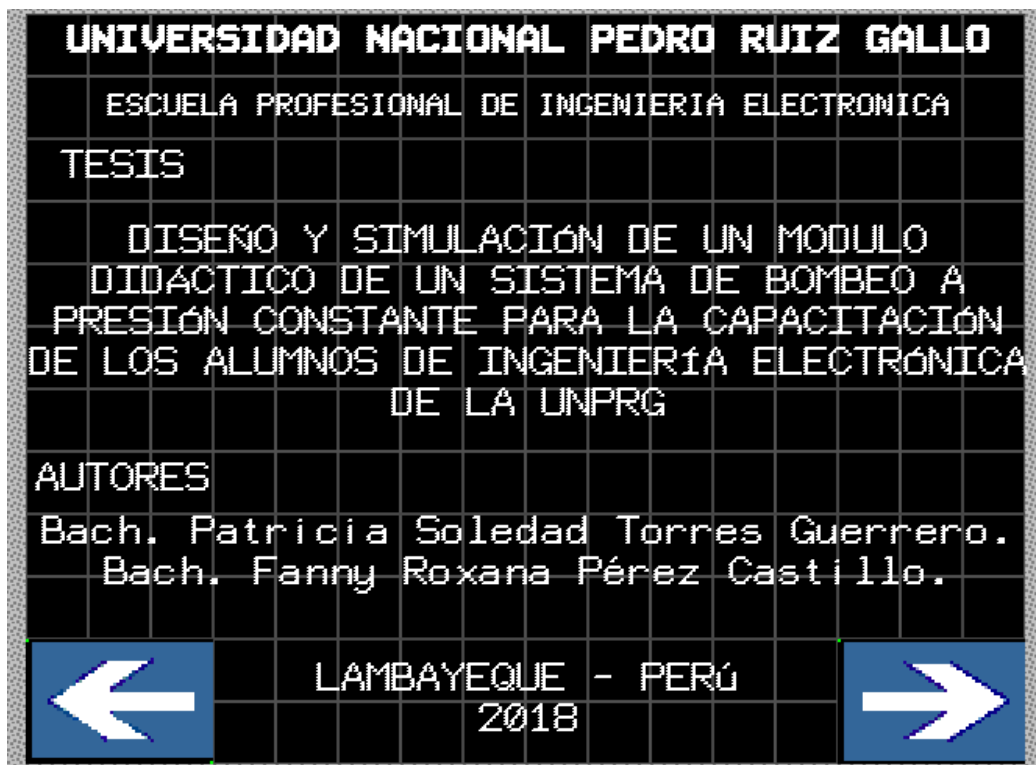 UNIVERSIDAD NACIONAL PEDRO RUIZ GALLO
ESCUELA PROFESIONAL DE INGENIERIA ELECTRONICA
TESIS
DISEÑO Y SIMULACIóN DE UN MODULO
DIDáCTICO DE UN SISTEMA DE BOMBEO A
PRESIóN CONSTANTE PARA LA CAPACITACIóN
DE LOS ALUMNOS DE INGENIERíA ELECTRóNICA
DE LA UNPRG
AUTORES
Bach. Patricia Soledad Torres Guerrero.
Bach. Fanny Roxana Pérez Castillo.
LAMBAYEQUE - PERú
2018